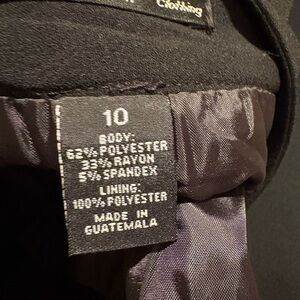 Clothing
10
BODY:
62% POLYESTER
33% RAYON
5% SPANDEX
LINING:
100% POLYESTER
MADE IN
GUATEMALA